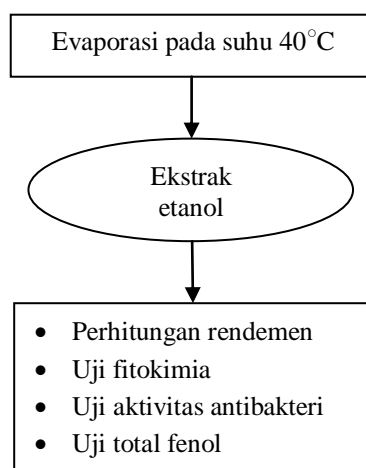 Evaporasi pada suhu 40°C
Ekstrak
etanol
• Perhitungan rendemen
• Uji fitokimia
• Uji aktivitas antibakteri
• Uji total fenol